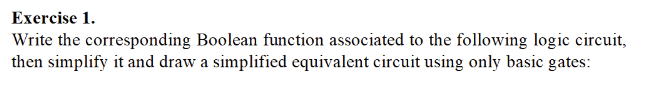 Exercise 1.
Write the corresponding Boolean function associated to the following logic circuit,
then simplify it and draw a simplified equivalent circuit using only basic gates: